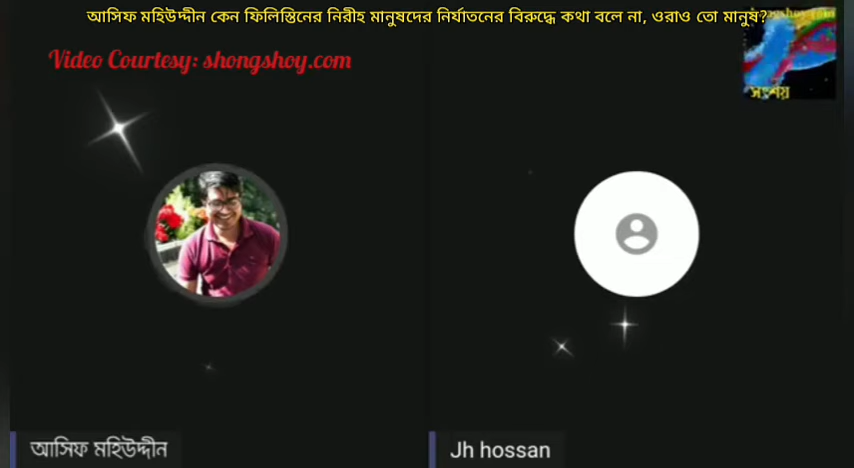 আসিফ মহিউদ্দীন কেন ফিলিস্তিনের নিরীহ মানুষদের নির্যাতনের বিরুদ্ধে কথা বলে না, ওরাও তো মানুষ?
Video Courtesy: shongshoy.com
সংশয়
আসিফ মহিউদ্দীন
Jh hossan